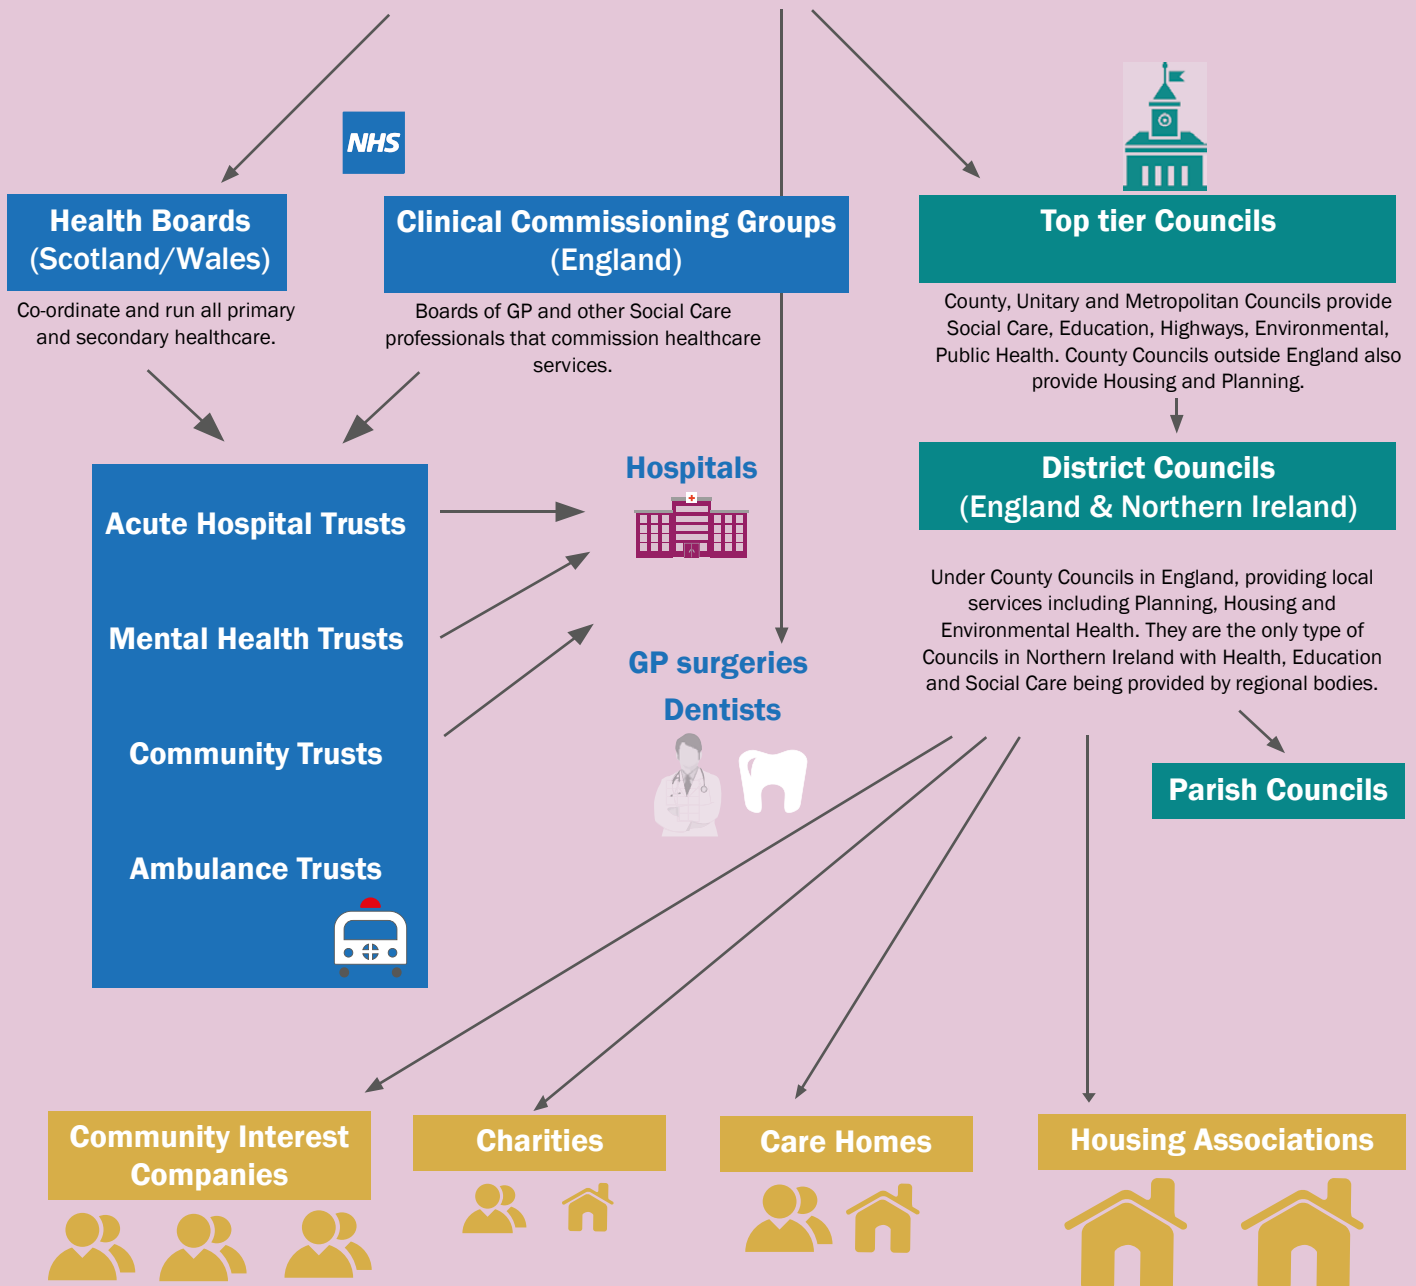 NHS
Health Boards
(Scotland/Wales)
Co-ordinate and run all primary
and secondary healthcare.
Clinical Commissioning Groups
(England)
Boards of GP and other Social Care
professionals that commission healthcare
services.
Top tier Councils
County, Unitary and Metropolitan Councils provide
Social Care, Education, Highways, Environmental,
Public Health. County Councils outside England also
provide Housing and Planning.
District Councils
(England & Northern Ireland)
Under County Councils in England, providing local
services including Planning, Housing and
Environmental Health. They are the only type of
Councils in Northern Ireland with Health, Education
and Social Care being provided by regional bodies.
Parish Councils
Acute Hospital Trusts
Mental Health Trusts
Community Trusts
Ambulance Trusts
Hospitals
GP surgeries
Dentists
Community Interest
Companies
Charities
Care Homes
Housing Associations